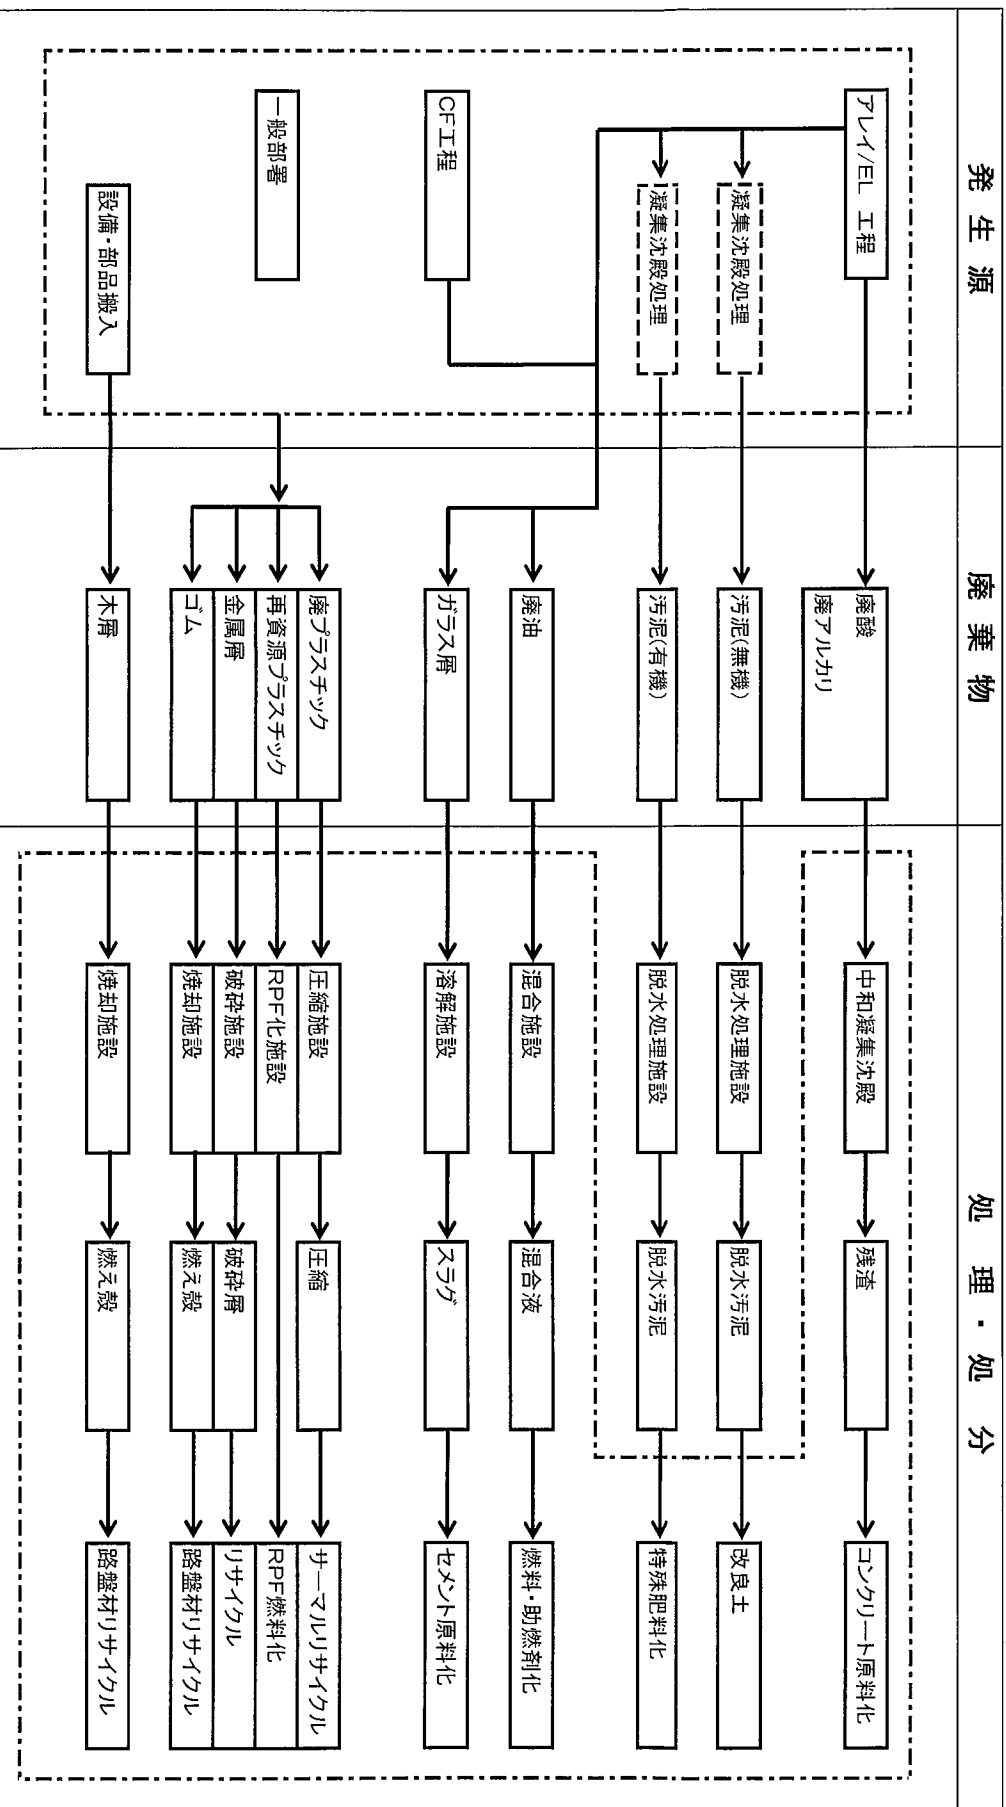 発生源
廃棄物
処理・処分
アレイ/EL 工程
廃酸
廃アルカリ
中和凝集沈殿
残渣
コンクリート原料化
凝集沈殿処理
汚泥(無機)
脱水処理施設
脱水汚泥
改良土
凝集沈殿処理
汚泥(有機)
脱水処理施設
脱水汚泥
特殊肥料化
廃油
混合施設
混合液
燃料・助燃剤化
CF工程
ガラス屑
溶解施設
スラグ
セメント原料化
一般部署
廃プラスチック
圧縮施設
圧縮
サーマルリサイクル
再資源プラスチック
RPF化施設
RPF燃料化
金属屑
破砕施設
破砕屑
リサイクル
ゴム
焼却施設
燃え殻
路盤材リサイクル
設備・部品搬入
木屑
焼却施設
燃え殻
路盤材リサイクル